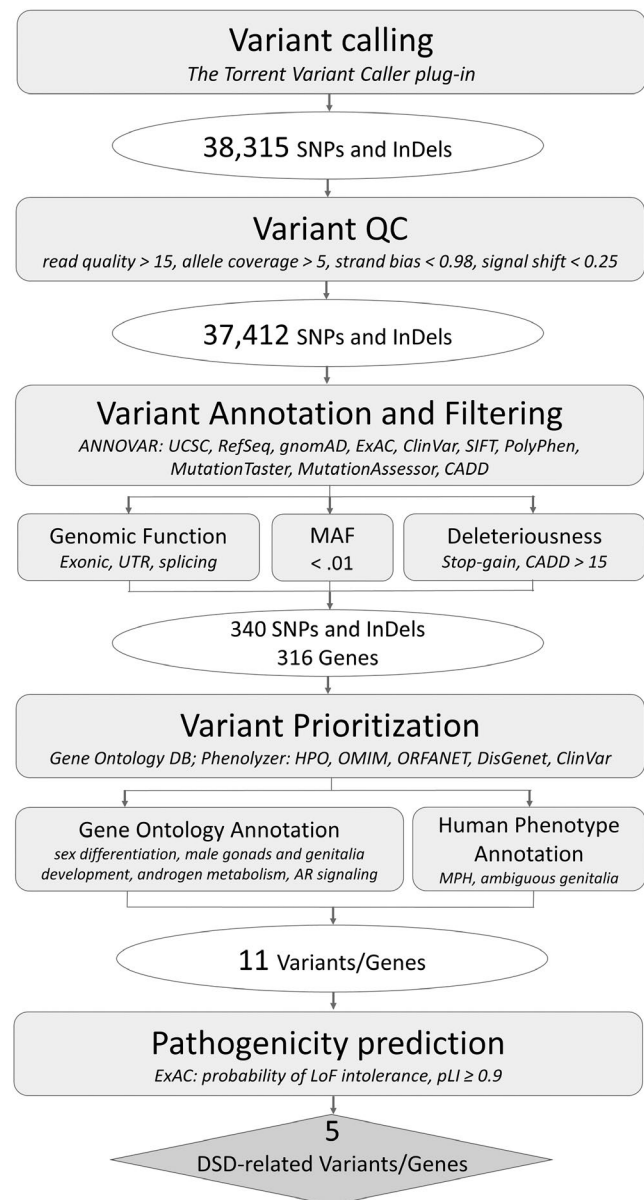 Variant calling
The Torrent Variant Caller plug-in
38,315 SNPs and InDels
Variant QC
read quality > 15, allele coverage > 5, strand bias < 0.98, signal shift < 0.25
37,412 SNPs and InDels
Variant Annotation and Filtering
ANNOVAR: UCSC, RefSeq, gnomAD, ExAC, ClinVar, SIFT, PolyPhen,
MutationTaster, MutationAssessor, CADD
Genomic Function
Exonic, UTR, splicing
MAF
< .01
Deleteriousness
Stop-gain, CADD > 15
340 SNPs and InDels
316 Genes
Variant Prioritization
Gene Ontology DB; Phenolyzer: HPO, OMIM, ORFANET, DisGenet, ClinVar
Gene Ontology Annotation
sex differentiation, male gonads and genitalia
development, androgen metabolism, AR signaling
Human Phenotype
Annotation
MPH, ambiguous genitalia
11 Variants/Genes
Pathogenicity prediction
ExAC: probability of LoF intolerance, pLI ≥ 0.9
5
DSD-related Variants/Genes